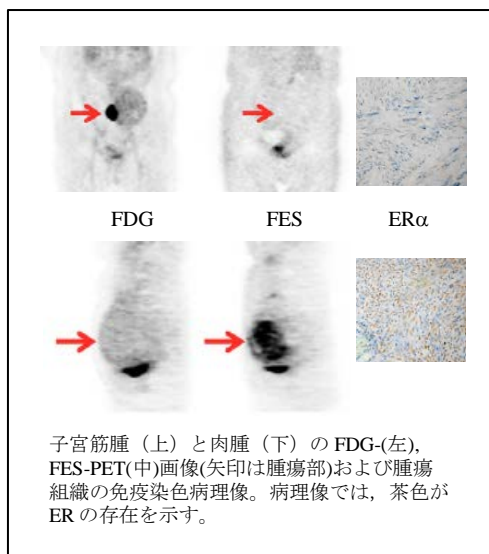 FDG FES ERα
子宮筋腫（上）と肉腫（下）の FDG-(左),
FES-PET(中)画像(矢印は腫瘍部)および腫瘍
組織の免疫染色病理像。病理像では，茶色が
ER の存在を示す。